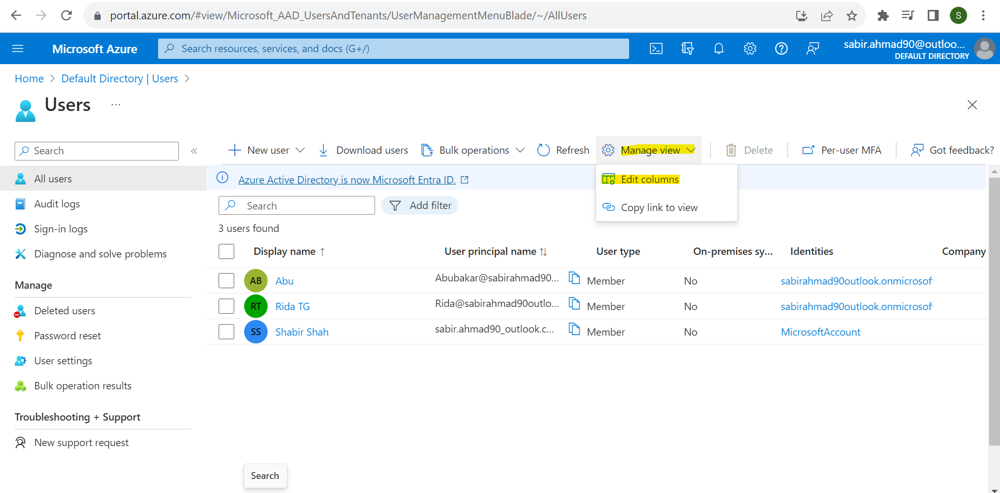 portal.azure.com/#view/Microsoft_AAD_UsersAndTenants/UserManagementMenuBlade/~/AllUsers
S
Microsoft Azure
Search resources, services, and docs (G+/)
sabir.ahmad90@outloo...
DEFAULT DIRECTORY
Home > Default Directory | Users >
Users ...
Search
«
New user
Download users
Bulk operations
Refresh
Manage view
Delete
Per-user MFA
Got feedback?
All users
Audit logs
Sign-in logs
Diagnose and solve problems
Manage
Deleted users
Password reset
User settings
Bulk operation results
Troubleshooting + Support
New support request
Azure Active Directory is now Microsoft Entra ID.
Edit columns
Copy link to view
Search
Add filter
3 users found
Display name ↑ User principal name ↑↓ User type On-premises sy... Identities Company
AB Abu Abubakar@sabirahmad90... Member No sabirahmad90outlook.onmicrosof
RT Rida TG Rida@sabirahmad90outlo... Member No sabirahmad90outlook.onmicrosof
SS Shabir Shah sabir.ahmad90_outlook.c... Member No MicrosoftAccount
Search